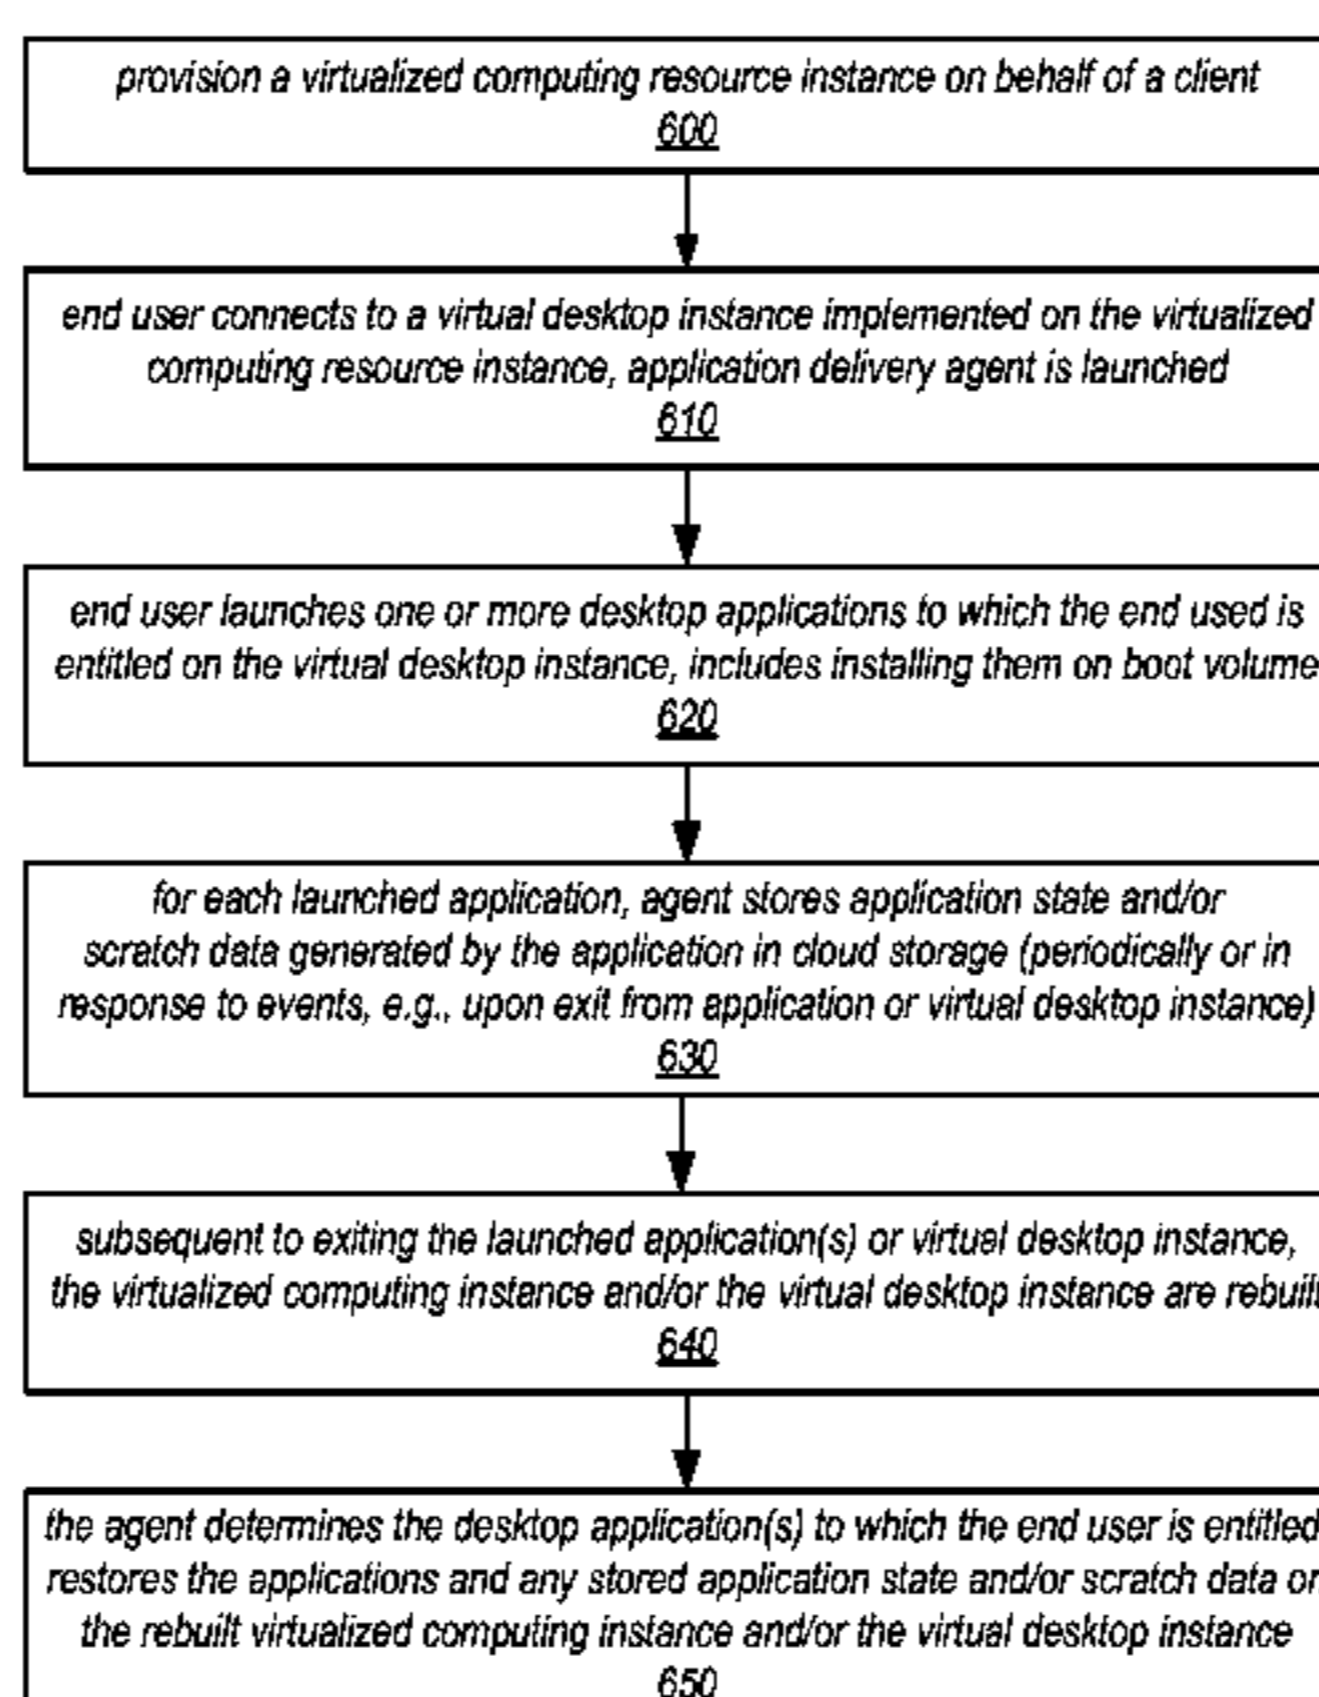 provision a virtualized computing resource instance on behalf of a client
600
end user connects to a virtual desktop instance implemented on the virtualized
computing resource instance, application delivery agent is launched
610
end user launches one or more desktop applications to which the end used is
entitled on the virtual desktop instance, includes installing them on boot volume
620
for each launched application, agent stores application state and/or
scratch data generated by the application in cloud storage (periodically or in
response to events, e.g., upon exit from application or virtual desktop instance)
630
subsequent to exiting the launched application(s) or virtual desktop instance,
the virtualized computing instance and/or the virtual desktop instance are rebuilt
640
the agent determines the desktop application(s) to which the end user is entitled
restores the applications and any stored application state and/or scratch data on
the rebuilt virtualized computing instance and/or the virtual desktop instance
650